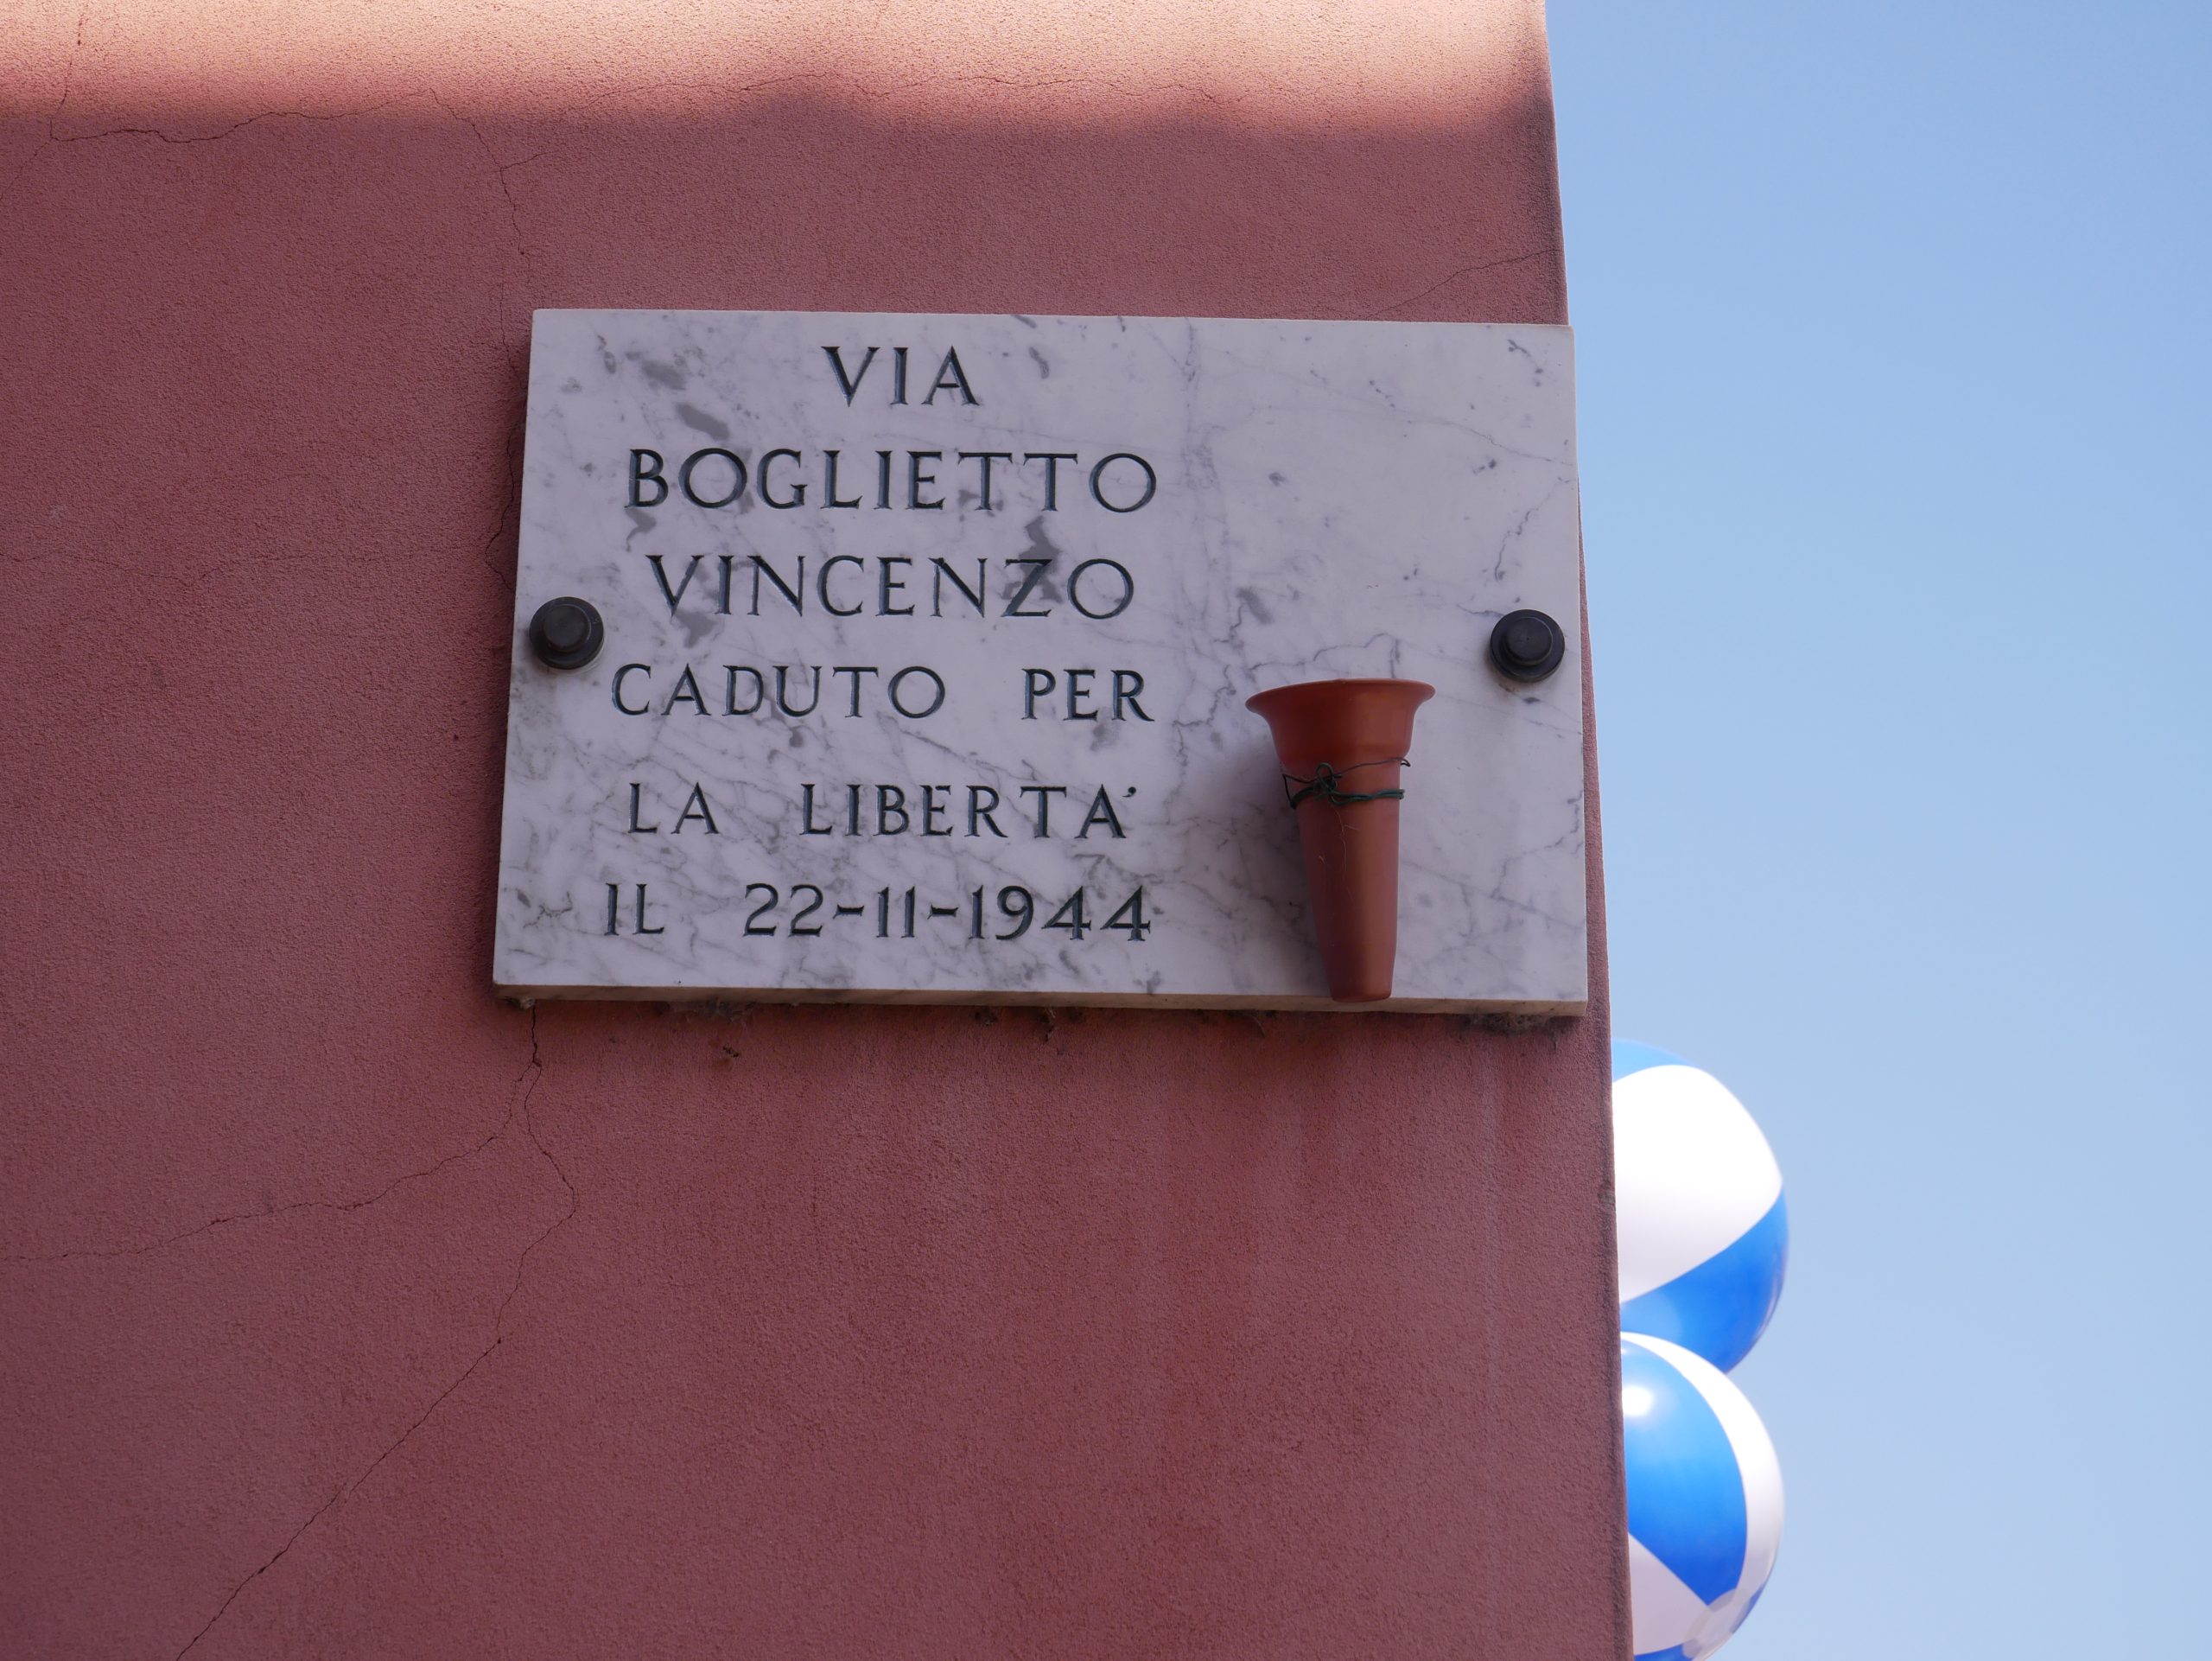 VIA
BOGLIETTO
VINCENZO
CADUTO PER
LA LIBERTA'
IL 22-11-1944